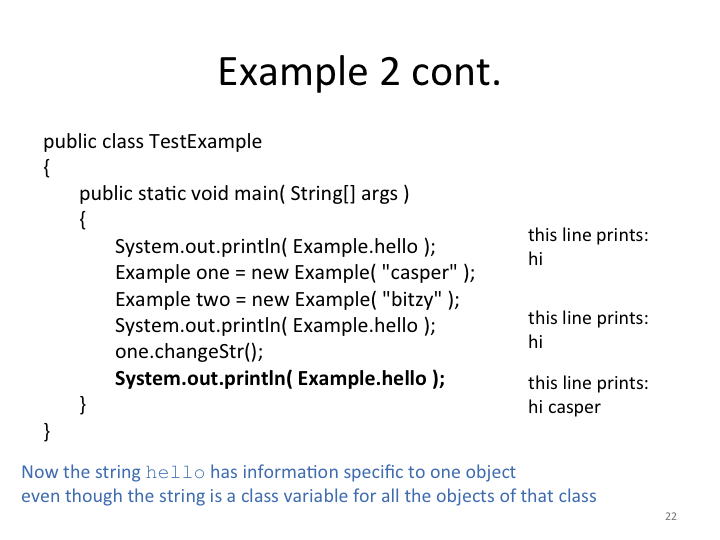 Example 2 cont.
public class TestExample
{
public static void main( String[] args )
{
System.out.println( Example.hello );
this line prints:
hi
Example one = new Example( "casper" );
Example two = new Example( "bitzy" );
System.out.println( Example.hello );
this line prints:
hi
one.changeStr();
System.out.println( Example.hello );
this line prints:
hi casper
}
}
Now the string hello has information specific to one object
even though the string is a class variable for all the objects of that class
22